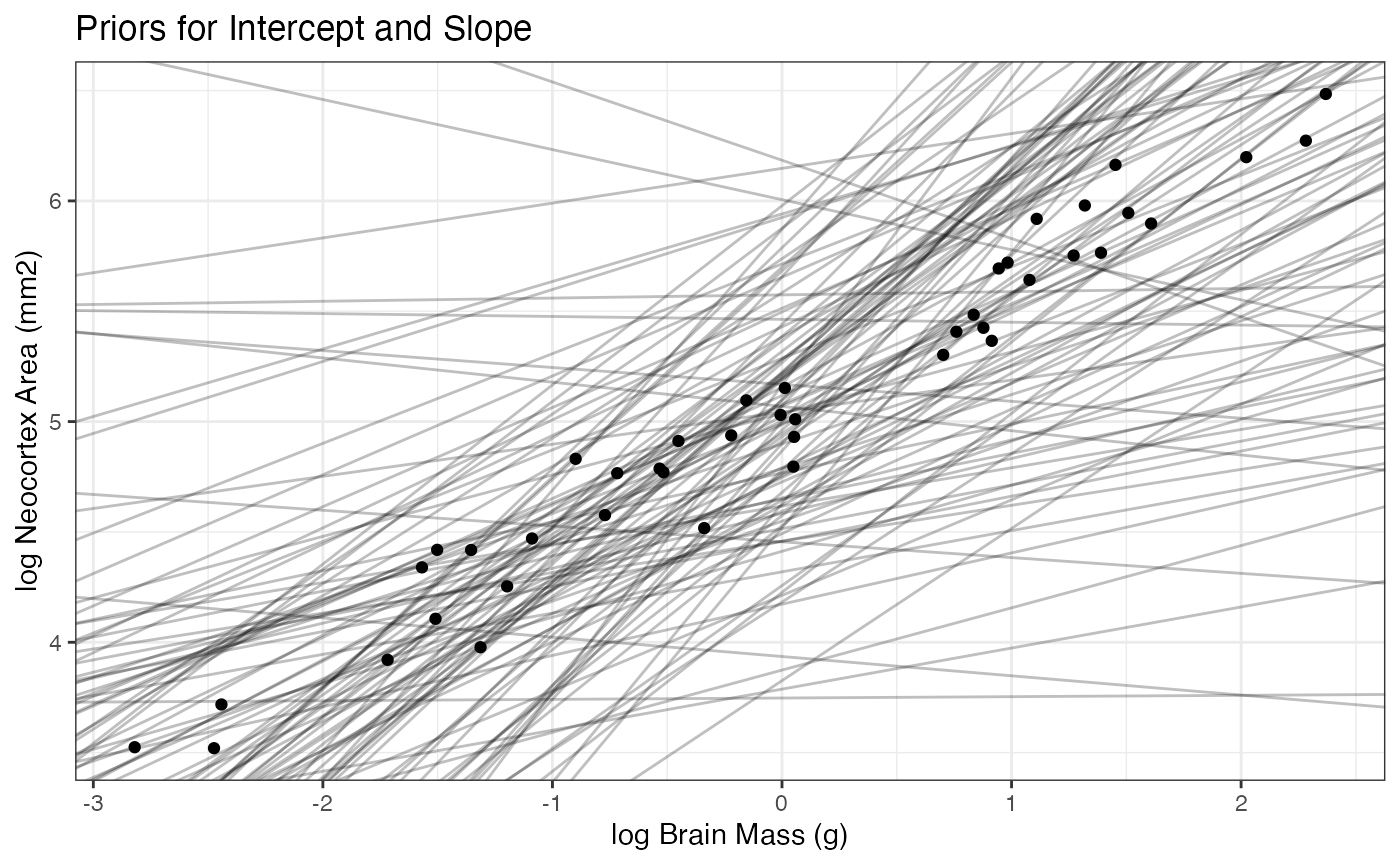 Priors for Intercept and Slope
log Neocortex Area (mm2)
6
5
4
-3 -2 -1 0 1 2
log Brain Mass (g)